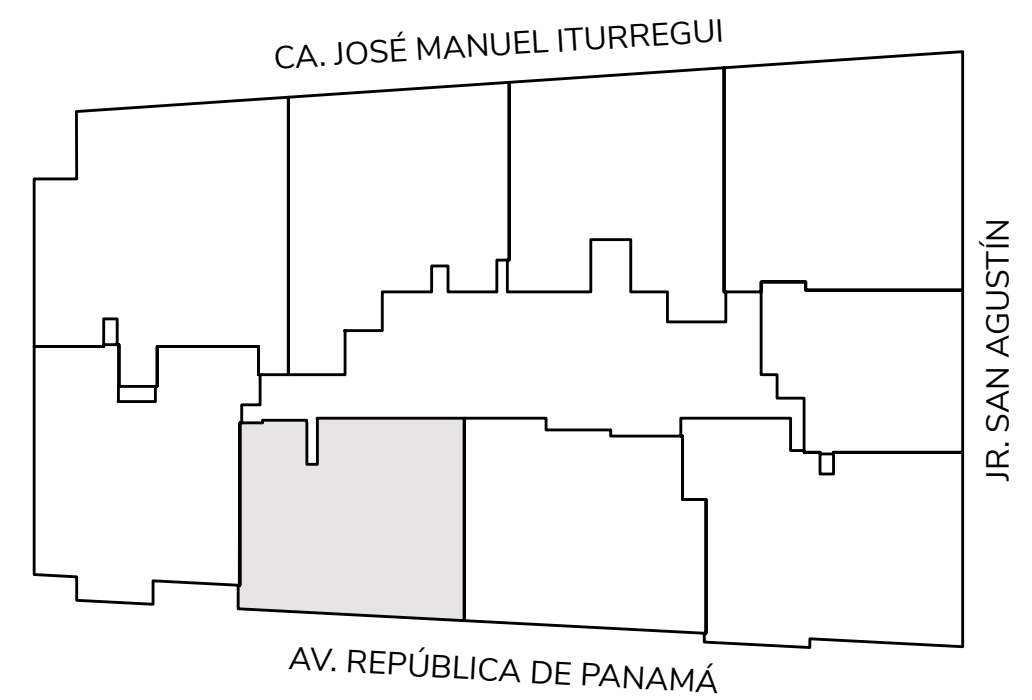 CA. JOSÉ MANUEL ITURREGUI
JR. SAN AGUSTÍN
AV. REPÚBLICA DE PANAMÁ